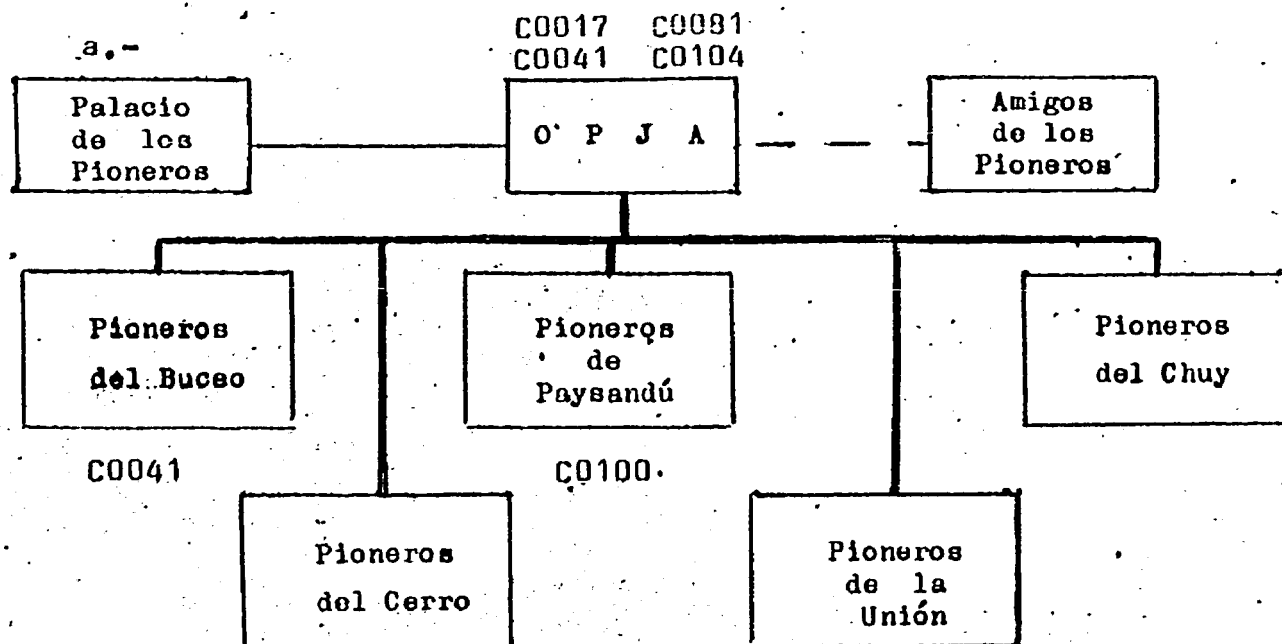 a.-
C0017 C0081
C0041 C0104
Palacio
de los
Pioneros
O P J A
Amigos
de los
Pioneros
Pioneros
del Buceo
Pioneros
de
Paysandú
Pioneros
del Chuy
C0041
C0100
Pioneros
del Cerro
Pioneros
de la
Unión